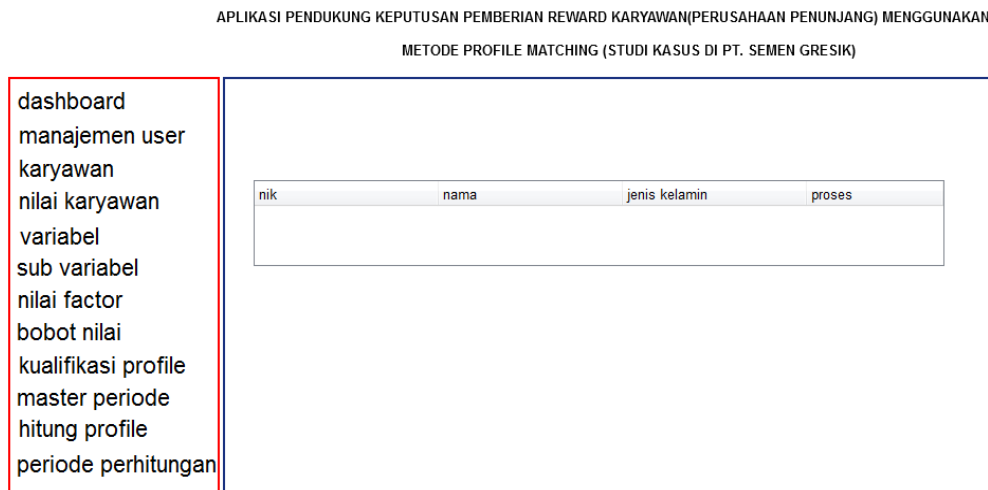 APLIKASI PENDUKUNG KEPUTUSAN PEMBERIAN REWARD KARYAWAN(PERUSAHAAN PENUNJANG) MENGGUNAKAN
METODE PROFILE MATCHING (STUDI KASUS DI PT. SEMEN GRESIK)
dashboard
manajemen user
karyawan
nilai karyawan
variabel
sub variabel
nilai factor
bobot nilai
kualifikasi profile
master periode
hitung profile
periode perhitungan
nik nama jenis kelamin proses